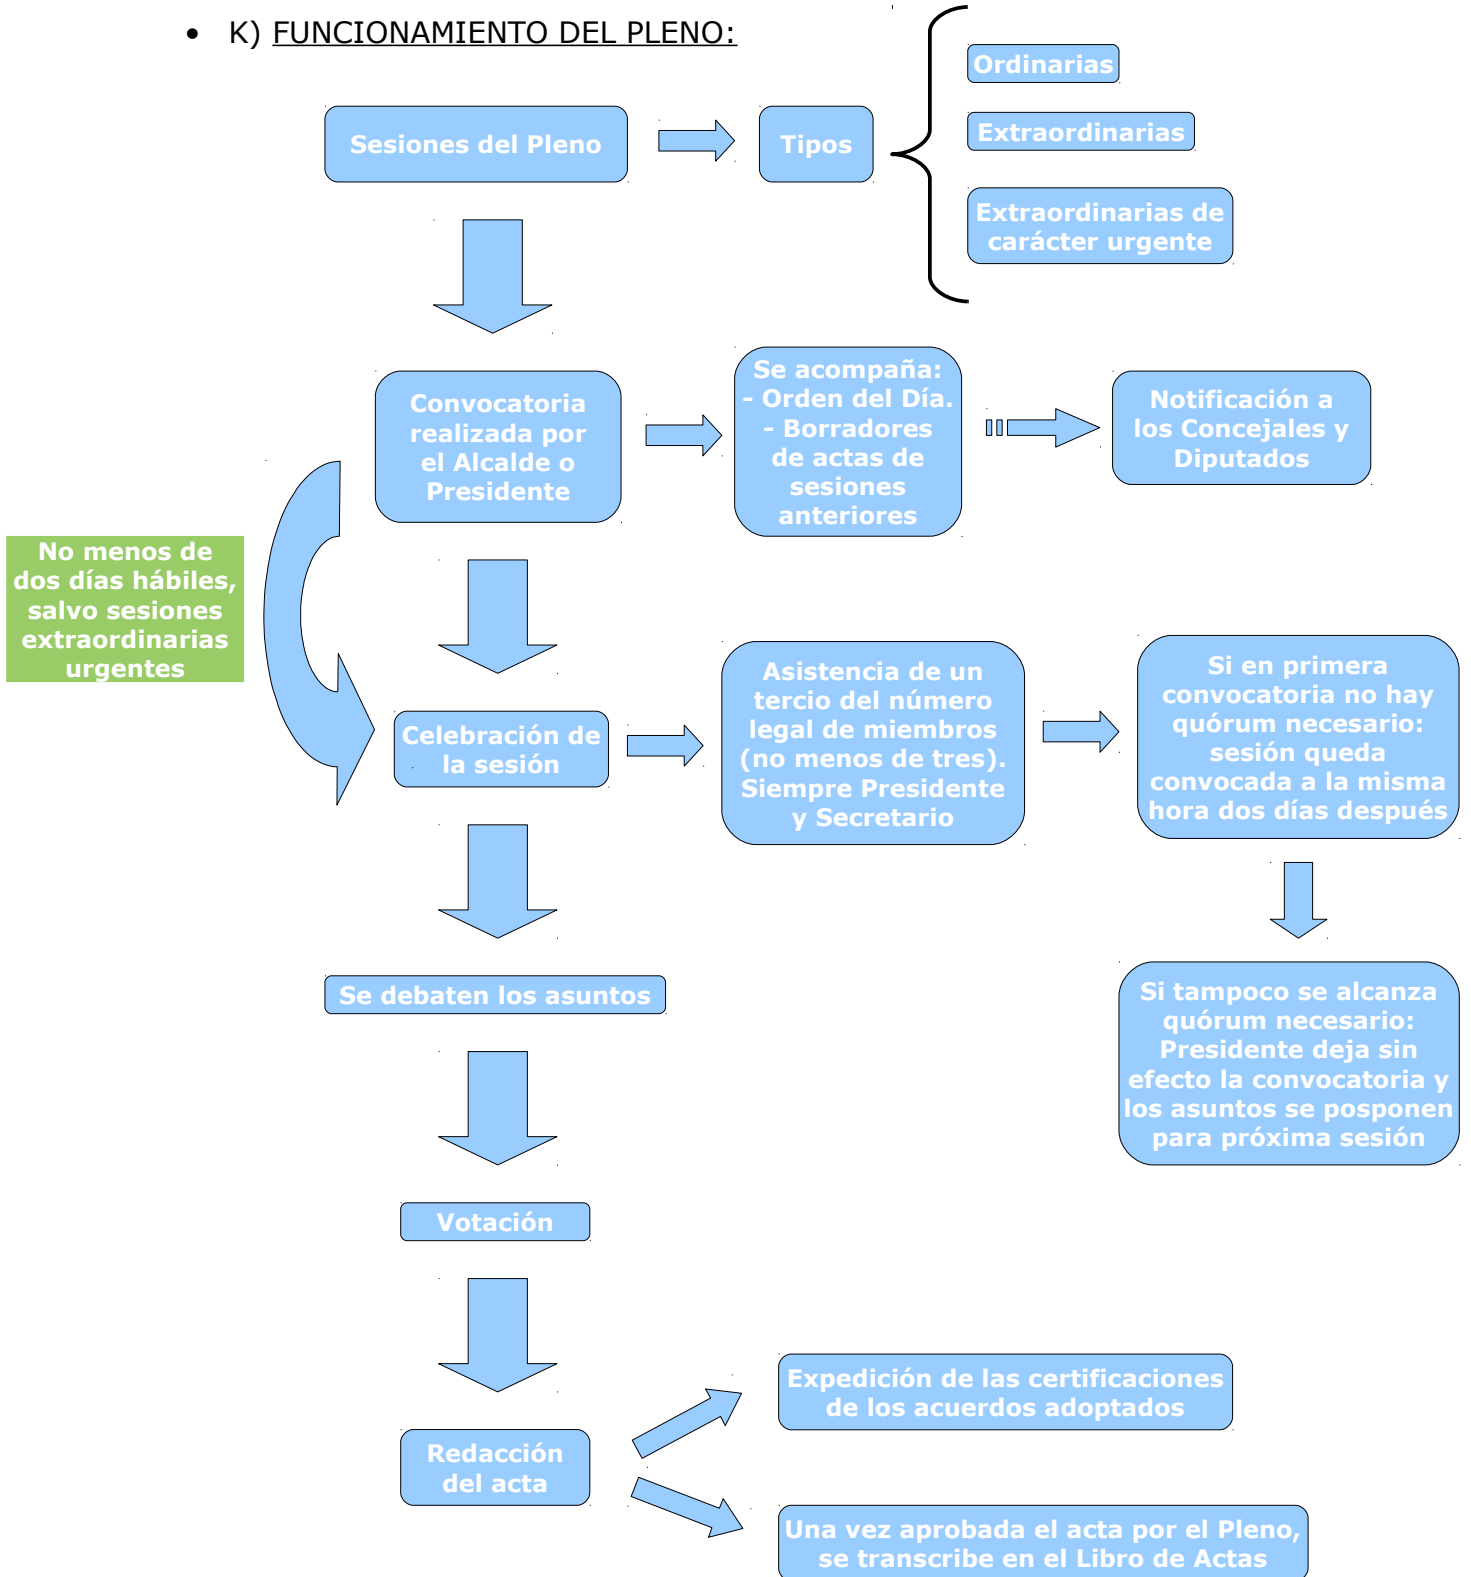 • K) FUNCIONAMIENTO DEL PLENO:
Sesiones del Pleno
Tipos
Ordinarias
Extraordinarias
Extraordinarias de
carácter urgente
Convocatoria
realizada por
el Alcalde o
Presidente
Se acompaña:
- Orden del Día.
- Borradores
de actas de
sesiones
anteriores
Notificación a
los Concejales y
Diputados
No menos de
dos días hábiles,
salvo sesiones
extraordinarias
urgentes
Celebración de
la sesión
Asistencia de un
tercio del número
legal de miembros
(no menos de tres).
Siempre Presidente
y Secretario
Si en primera
convocatoria no hay
quórum necesario:
sesión queda
convocada a la misma
hora dos días después
Si tampoco se alcanza
quórum necesario:
Presidente deja sin
efecto la convocatoria y
los asuntos se posponen
para próxima sesión
Se debaten los asuntos
Votación
Redacción
del acta
Expedición de las certificaciones
de los acuerdos adoptados
Una vez aprobada el acta por el Pleno,
se transcribe en el Libro de Actas